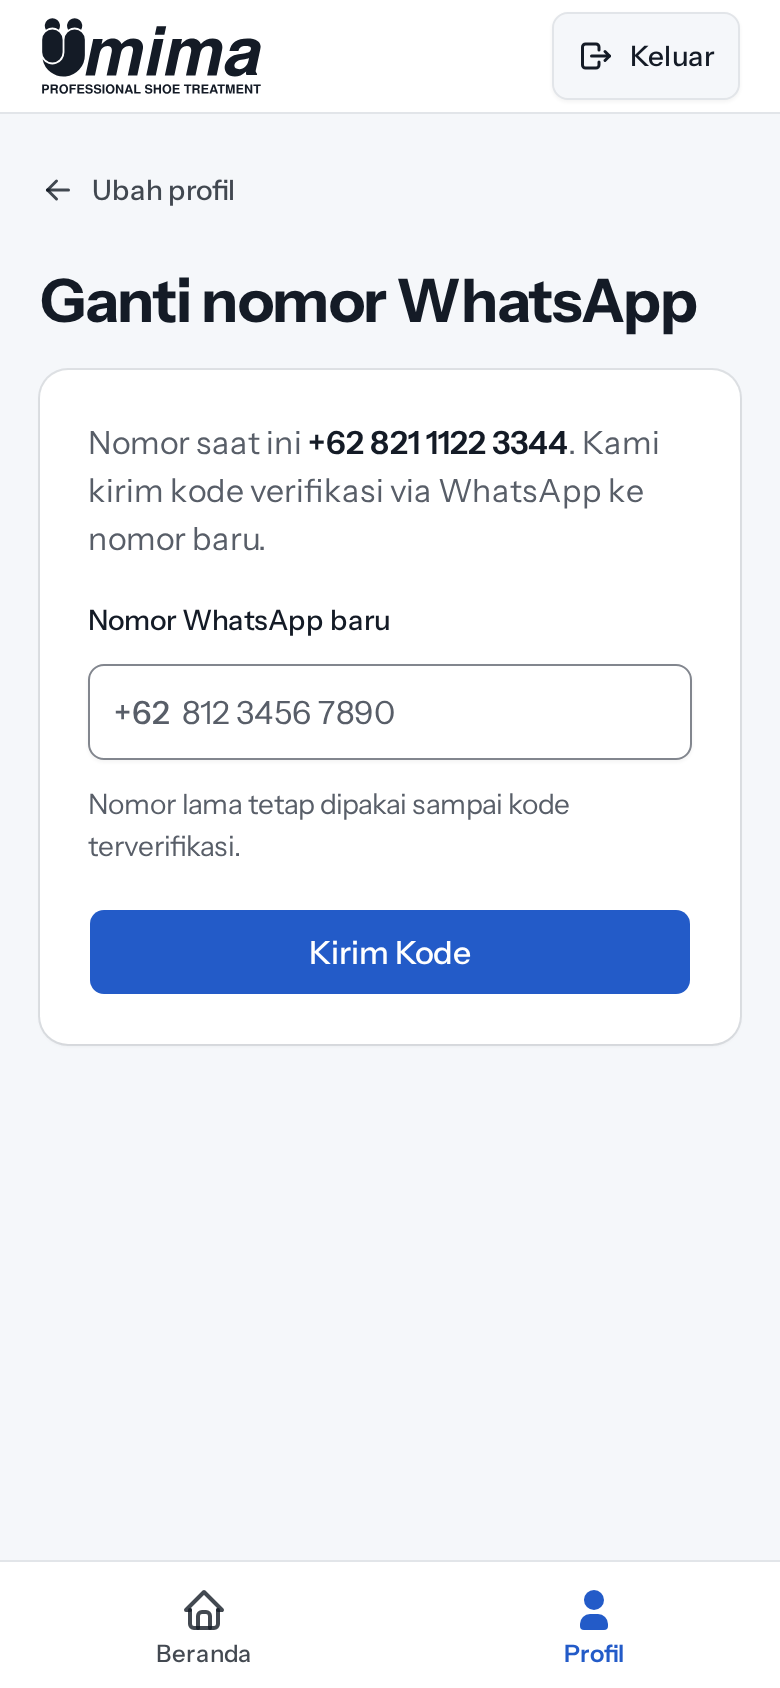 Ümima
PROFESSIONAL SHOE TREATMENT
Keluar
Ubah profil
Ganti nomor WhatsApp
Nomor saat ini +62 821 1122 3344. Kami
kirim kode verifikasi via WhatsApp ke
nomor baru.
Nomor WhatsApp baru
+62 812 3456 7890
Nomor lama tetap dipakai sampai kode
terverifikasi.
Kirim Kode
Beranda
Profil